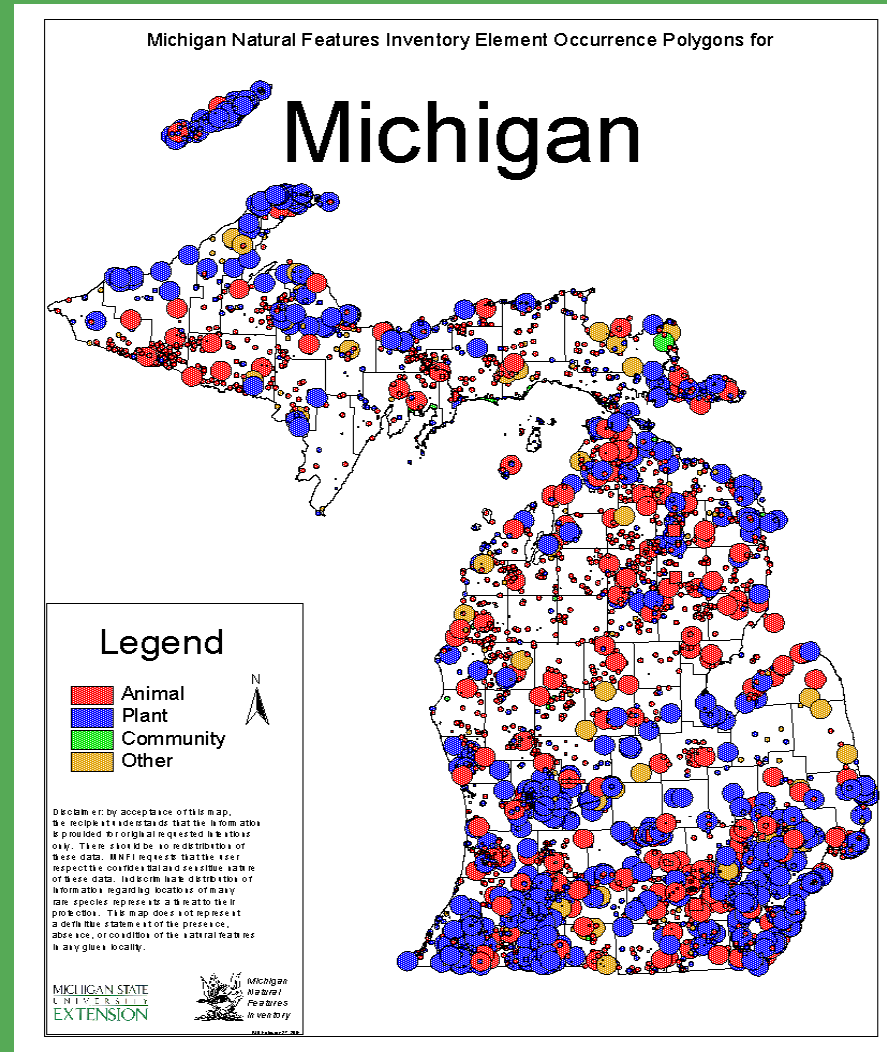 Michigan Natural Features Inventory Element Occurrence Polygons for
Michigan
Legend
N
Animal
Plant
Community
Other
Disclaimer: by acceptance of this map,
the recipient understands that the information
is provided for original requested intentions
only. There should be no redistribution of
these data. MNFI requests that the user
respect the confidential and sensitive nature
of these data. Indiscriminate distribution of
information regarding locations of many
rare species represents a threat to their
protection. This map does not represent
a definitive statement of the presence,
absence, or condition of the natural features
in any given locality.
MICHIGAN STATE
UNIVERSITY
EXTENSION
Michigan
Natural
Features
Inventory